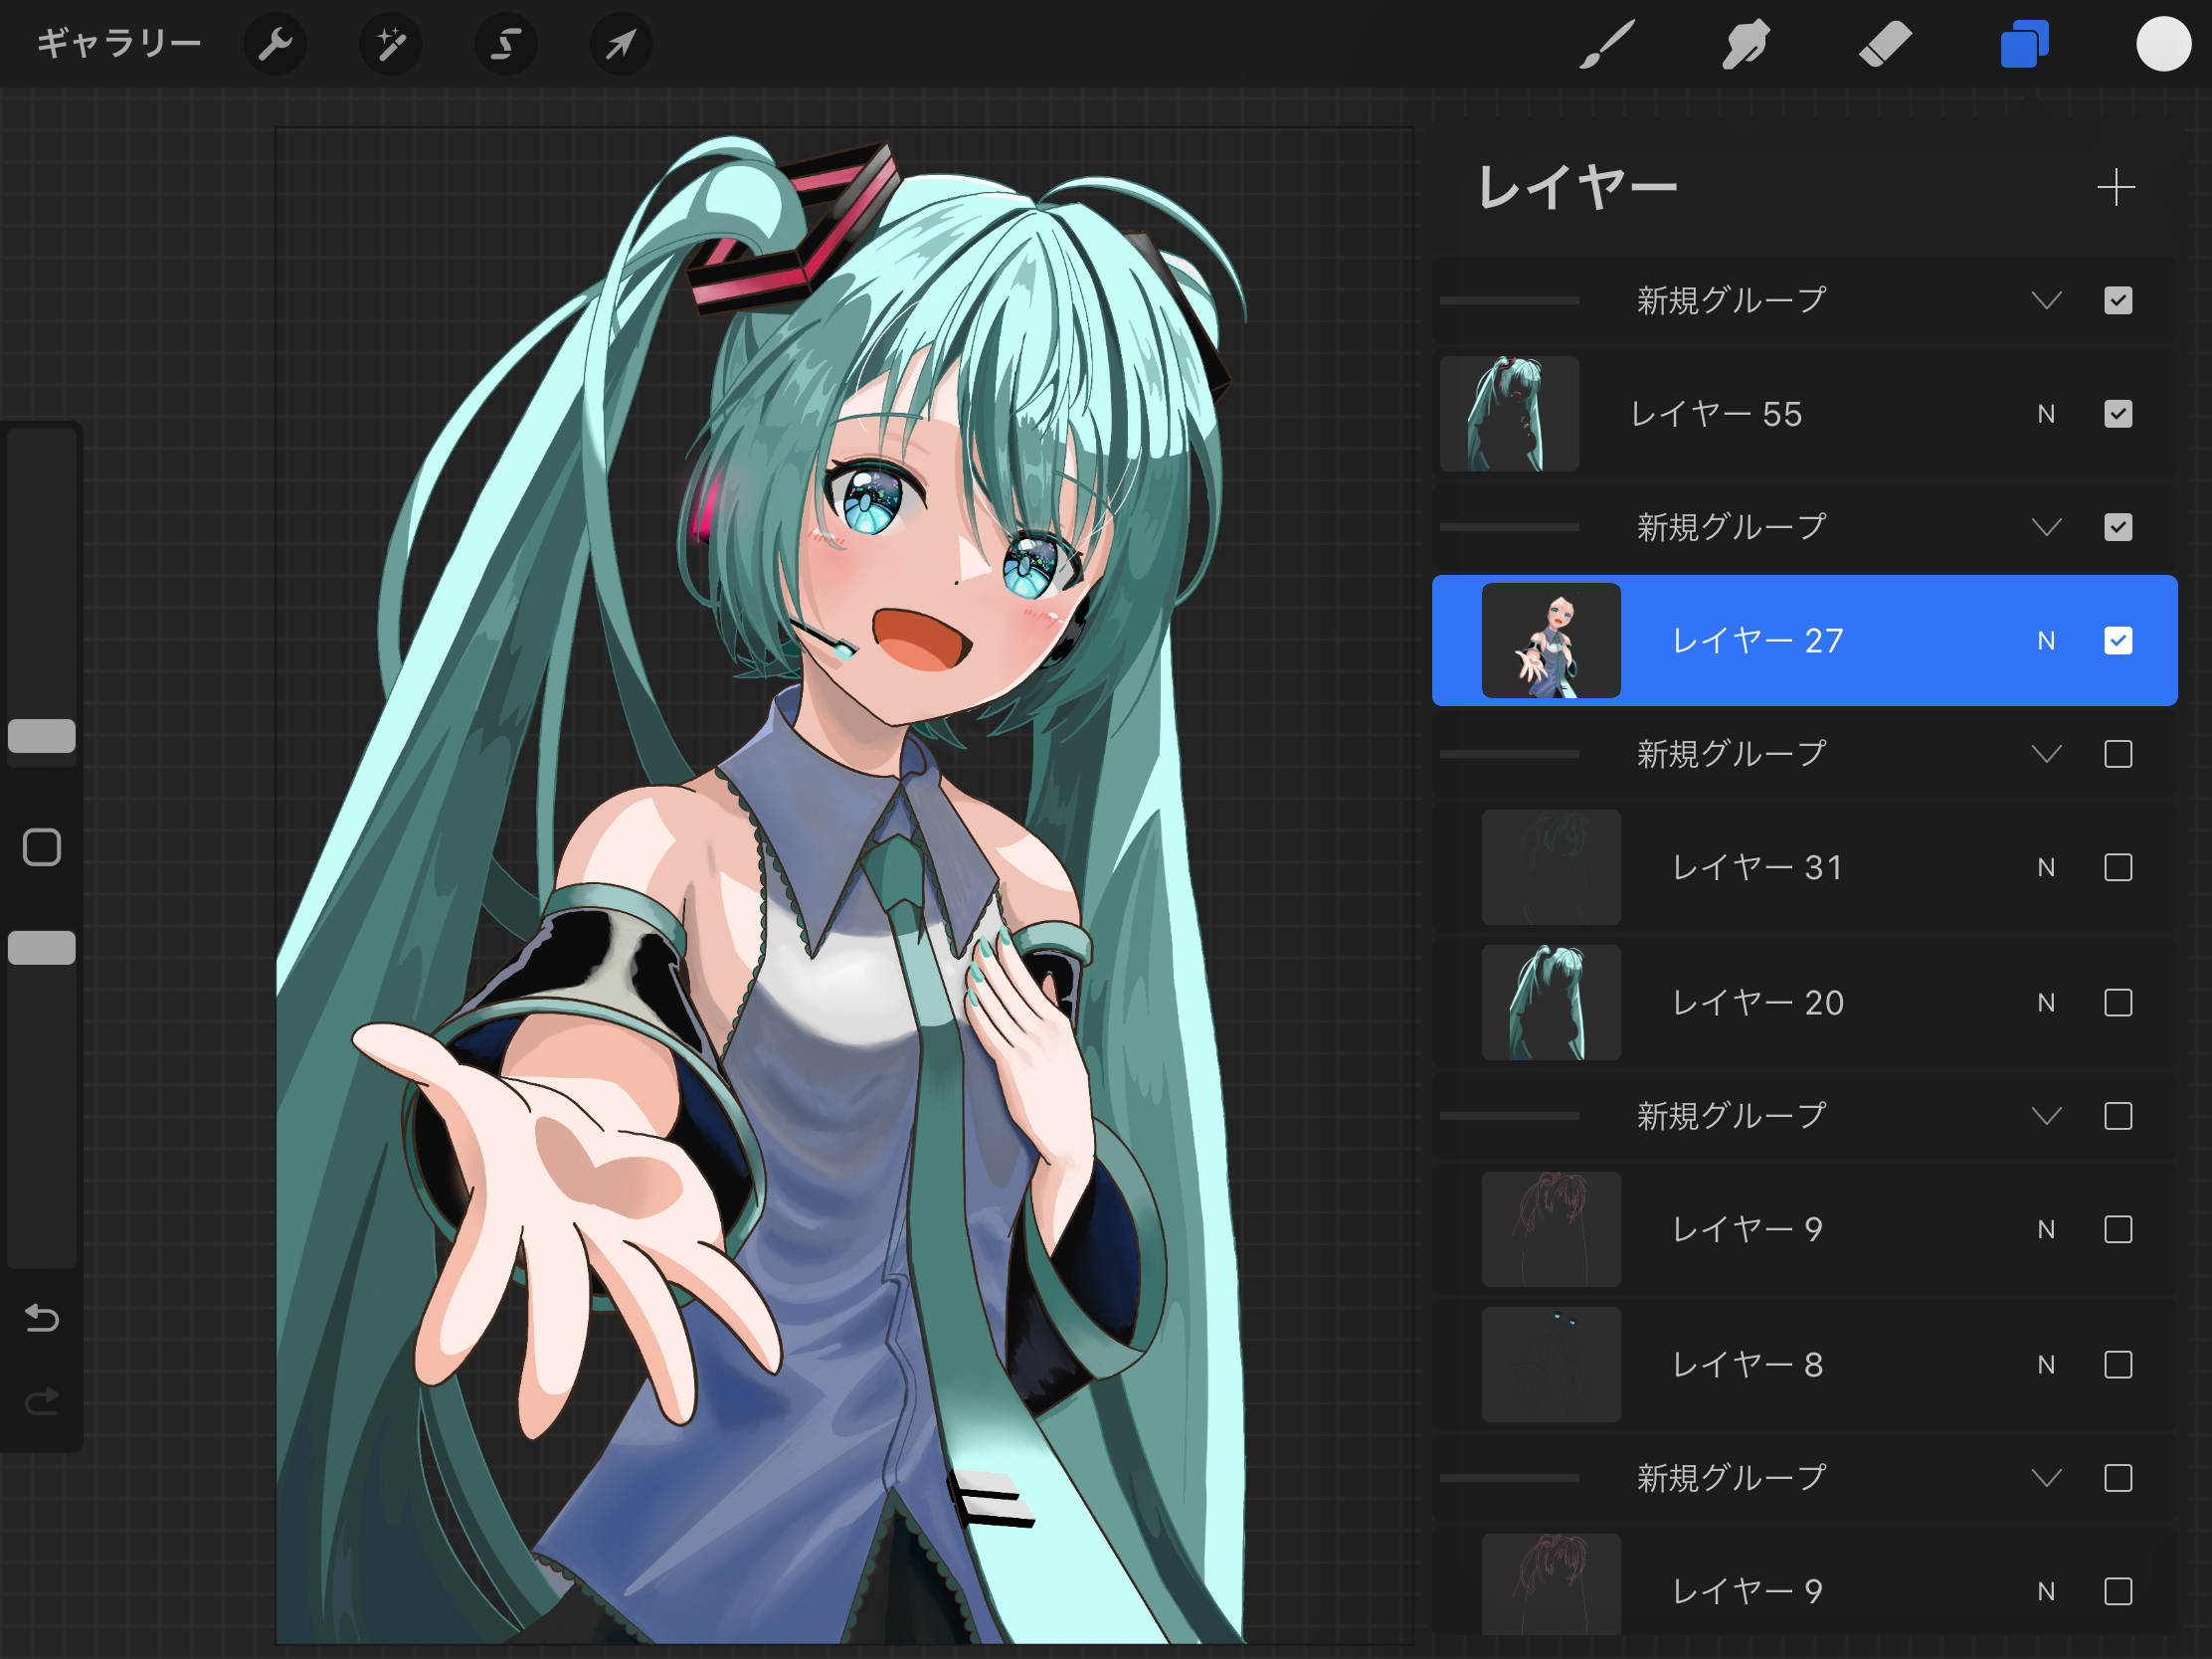 ギャラリー
レイヤー
新規グループ
レイヤー 55 N
新規グループ
レイヤー 27 N
新規グループ
レイヤー 31 N
レイヤー 20 N
新規グループ
レイヤー 9 N
レイヤー 8 N
新規グループ
レイヤー 9 N